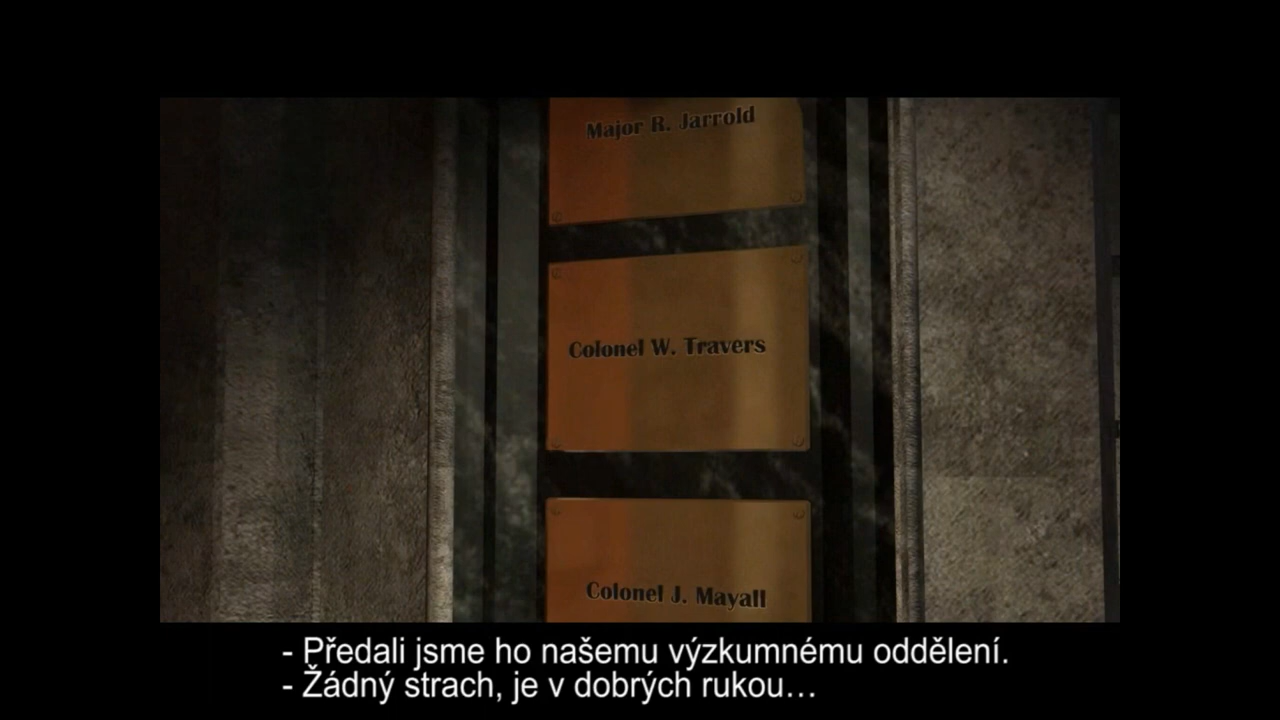 Major R. Jarrold
Colonel W. Travers
Colonel J. Mayall
- Předali jsme ho našemu výzkumnému oddělení.
- Žádný strach, je v dobrých rukou…